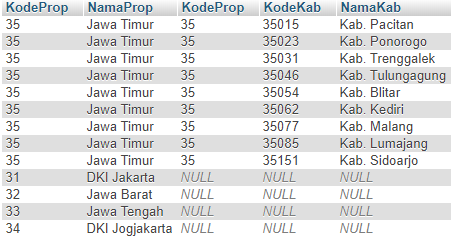 KodeProp NamaProp KodeProp KodeKab NamaKab
35 Jawa Timur 35 35015 Kab. Pacitan
35 Jawa Timur 35 35023 Kab. Ponorogo
35 Jawa Timur 35 35031 Kab. Trenggalek
35 Jawa Timur 35 35046 Kab. Tulungagung
35 Jawa Timur 35 35054 Kab. Blitar
35 Jawa Timur 35 35062 Kab. Kediri
35 Jawa Timur 35 35077 Kab. Malang
35 Jawa Timur 35 35085 Kab. Lumajang
35 Jawa Timur 35 35151 Kab. Sidoarjo
31 DKI Jakarta NULL NULL NULL
32 Jawa Barat NULL NULL NULL
33 Jawa Tengah NULL NULL NULL
34 DKI Jogjakarta NULL NULL NULL